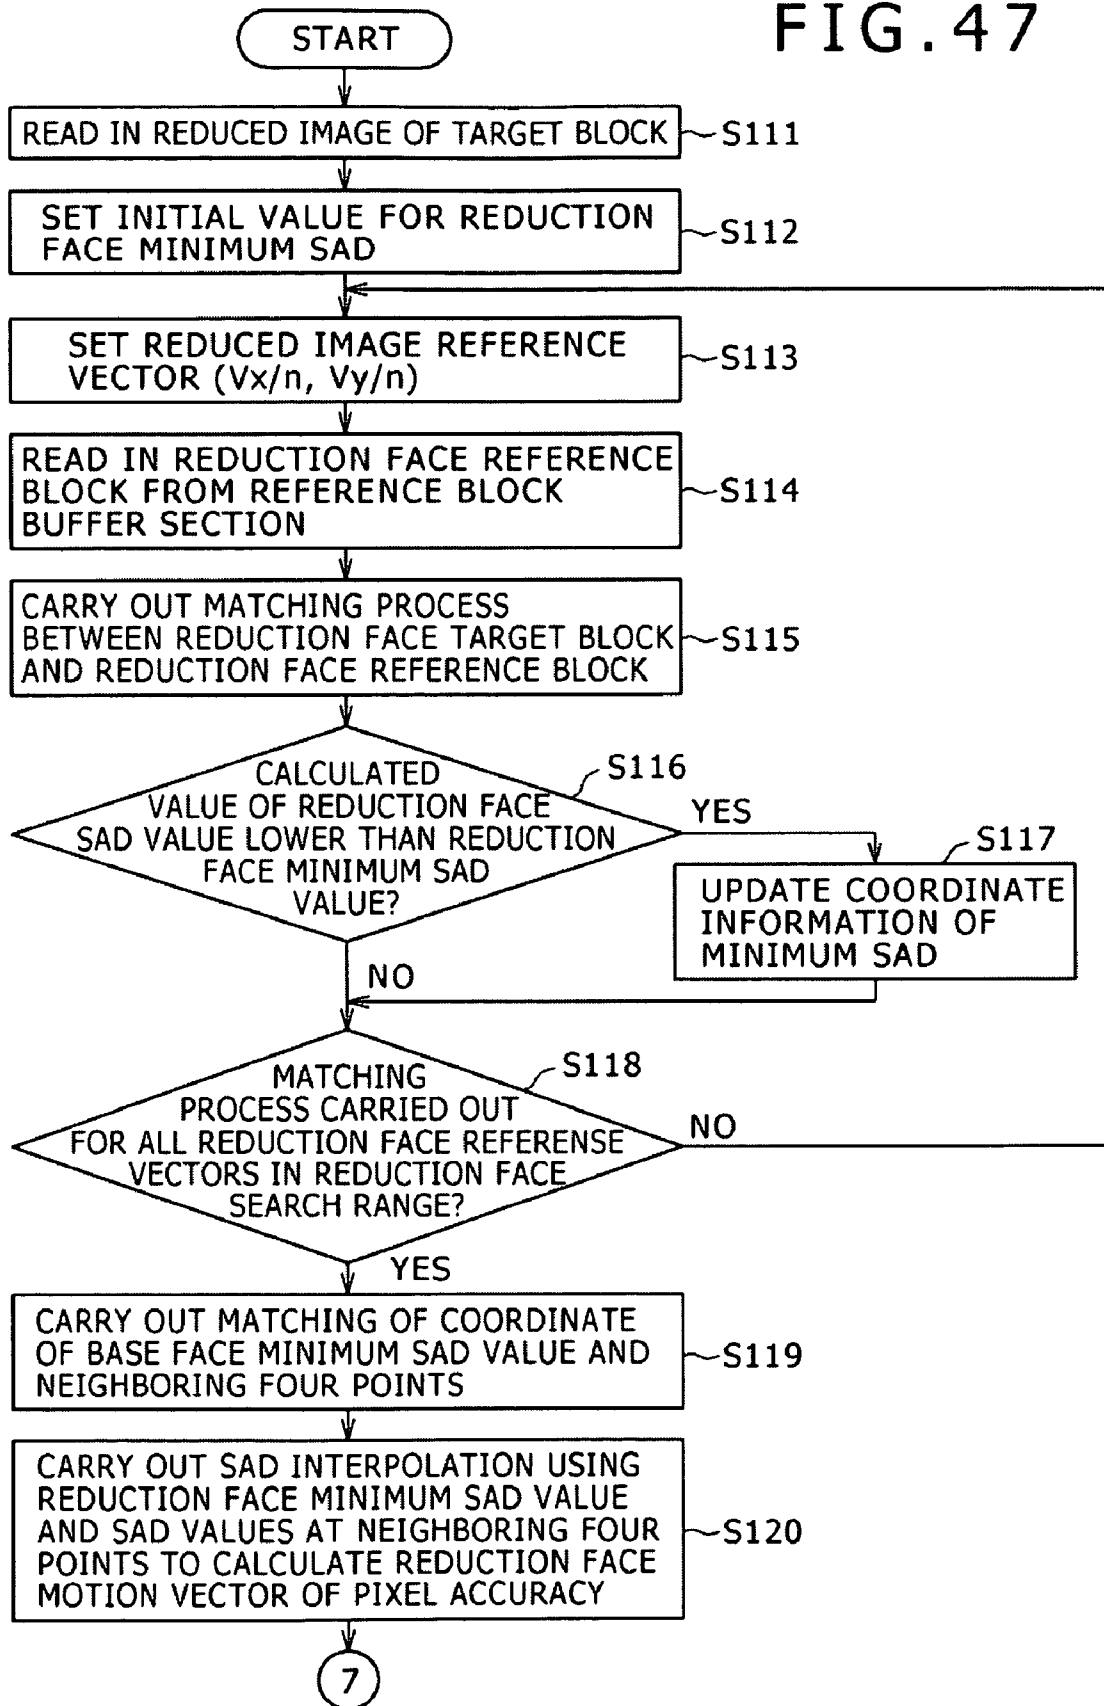 FIG.47
START
READ IN REDUCED IMAGE OF TARGET BLOCK
S111
SET INITIAL VALUE FOR REDUCTION
FACE MINIMUM SAD
S112
SET REDUCED IMAGE REFERENCE
VECTOR (Vx/n, Vy/n)
S113
READ IN REDUCTION FACE REFERENCE
BLOCK FROM REFERENCE BLOCK
BUFFER SECTION
S114
CARRY OUT MATCHING PROCESS
BETWEEN REDUCTION FACE TARGET BLOCK
AND REDUCTION FACE REFERENCE BLOCK
S115
CALCULATED
VALUE OF REDUCTION FACE
SAD VALUE LOWER THAN REDUCTION
FACE MINIMUM SAD
VALUE?
S116
YES
S117
UPDATE COORDINATE
INFORMATION OF
MINIMUM SAD
NO
MATCHING
PROCESS CARRIED OUT
FOR ALL REDUCTION FACE REFERENSE
VECTORS IN REDUCTION FACE
SEARCH RANGE?
S118
NO
YES
CARRY OUT MATCHING OF COORDINATE
OF BASE FACE MINIMUM SAD VALUE AND
NEIGHBORING FOUR POINTS
S119
CARRY OUT SAD INTERPOLATION USING
REDUCTION FACE MINIMUM SAD VALUE
AND SAD VALUES AT NEIGHBORING FOUR
POINTS TO CALCULATE REDUCTION FACE
MOTION VECTOR OF PIXEL ACCURACY
S120
7